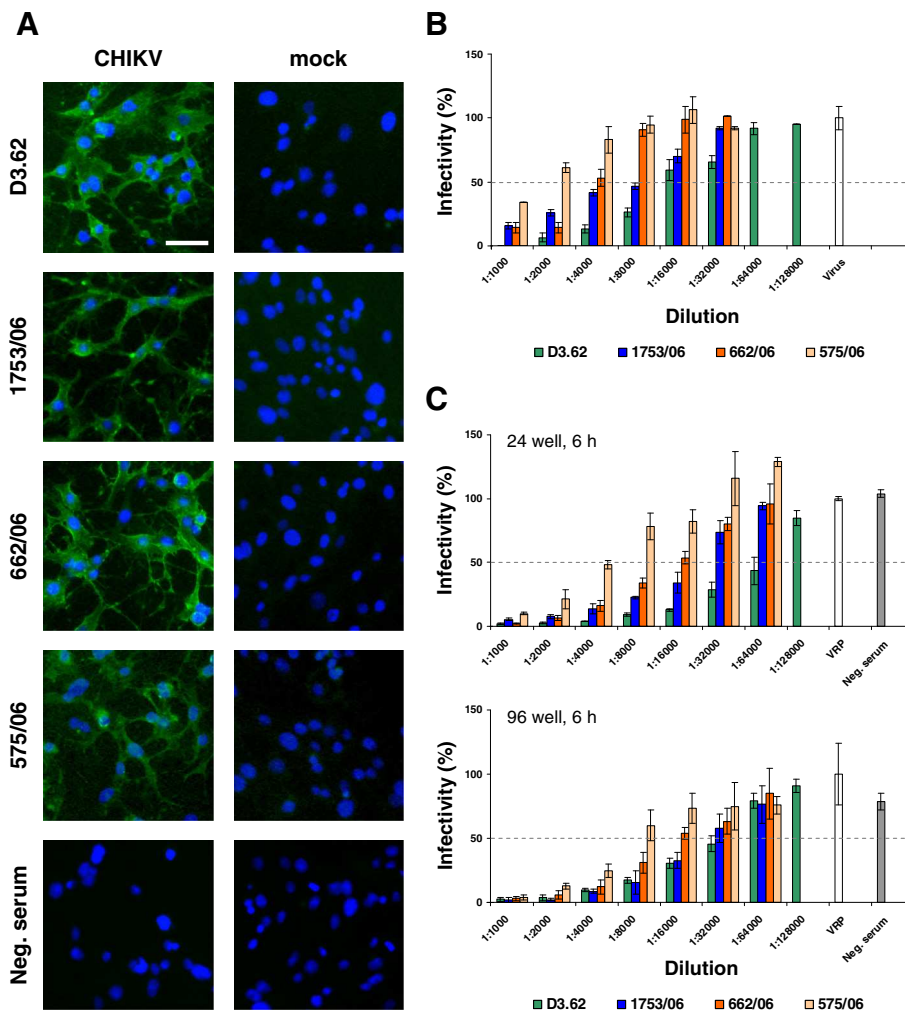 A
CHIKV
mock
D3.62
1753/06
662/06
575/06
Neg. serum
B
Infectivity (%)
150
100
50
0
1:1000
1:2000
1:4000
1:8000
1:16000
1:32000
1:64000
1:128000
Virus
Dilution
D3.62
1753/06
662/06
575/06
C
24 well, 6 h
Infectivity (%)
150
100
50
0
1:1000
1:2000
1:4000
1:8000
1:16000
1:32000
1:64000
1:128000
VRP
Neg. serum
96 well, 6 h
Infectivity (%)
150
100
50
0
1:1000
1:2000
1:4000
1:8000
1:16000
1:32000
1:64000
1:128000
VRP
Neg. serum
Dilution
D3.62
1753/06
662/06
575/06